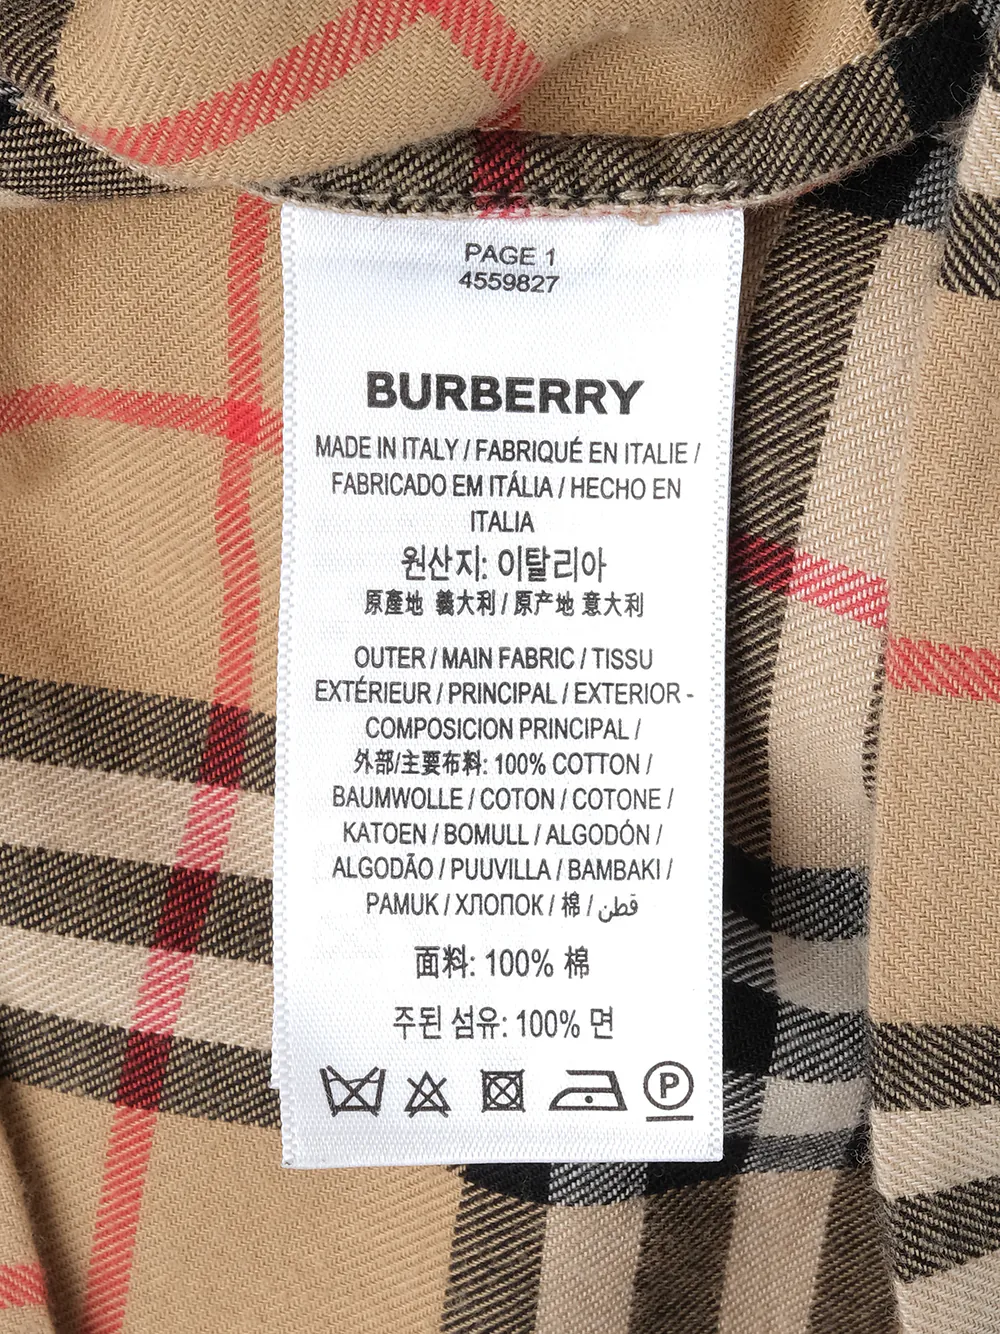 PAGE 1
4559827
BURBERRY
MADE IN ITALY / FABRIQUÉ EN ITALIE /
FABRICADO EM ITÁLIA / HECHO EN
ITALIA
원산지: 이탈리아
原產地 義大利 / 原产地 意大利
OUTER / MAIN FABRIC / TISSU
EXTÉRIEUR / PRINCIPAL / EXTERIOR -
COMPOSICION PRINCIPAL /
外部/主要布料: 100% COTTON /
BAUMWOLLE / COTON / COTONE /
KATOEN / BOMULL / ALGODÓN /
ALGODÃO / PUUVILLA / BAMBAKI /
PAMUK / ХЛОПОК / 棉 / قطن
面料: 100% 棉
주된 섬유: 100% 면
P